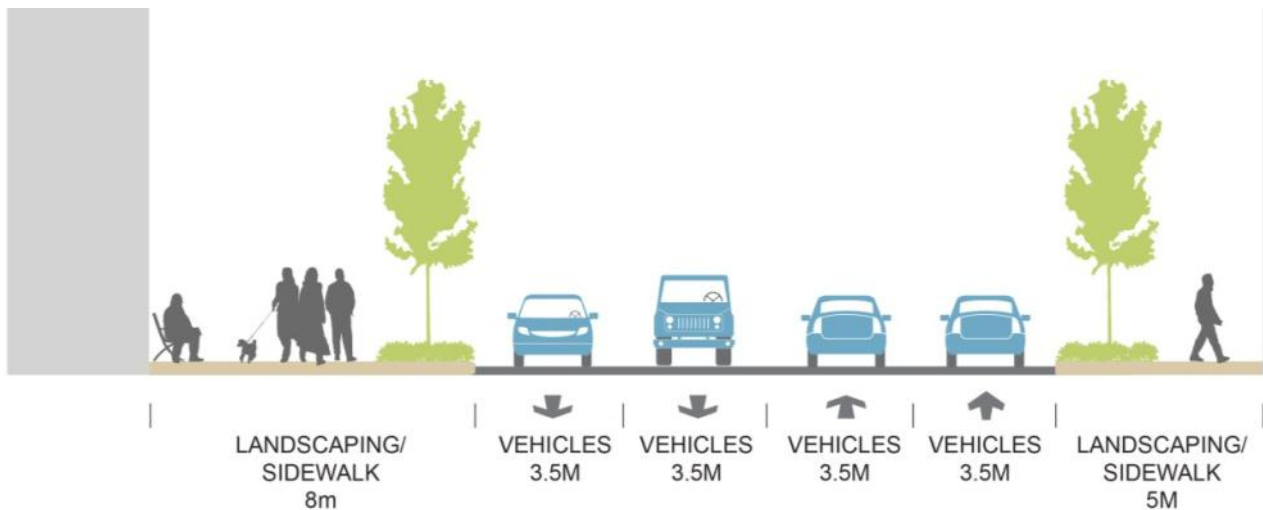 LANDSCAPING/
SIDEWALK
8m
VEHICLES
3.5M
VEHICLES
3.5M
VEHICLES
3.5M
VEHICLES
3.5M
LANDSCAPING/
SIDEWALK
5M